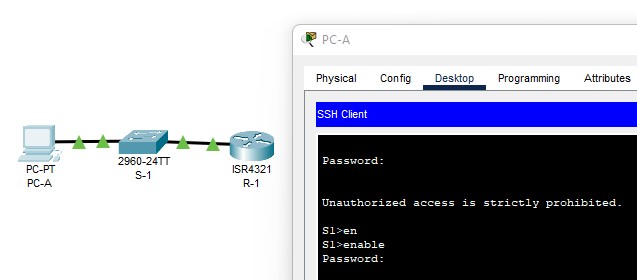 PC-PT
PC-A
2960-24TT
S-1
ISR4321
R-1
PC-A
Physical Config Desktop Programming Attributes
SSH Client
Password:
Unauthorized access is strictly prohibited.
S1>en
S1>enable
Password: